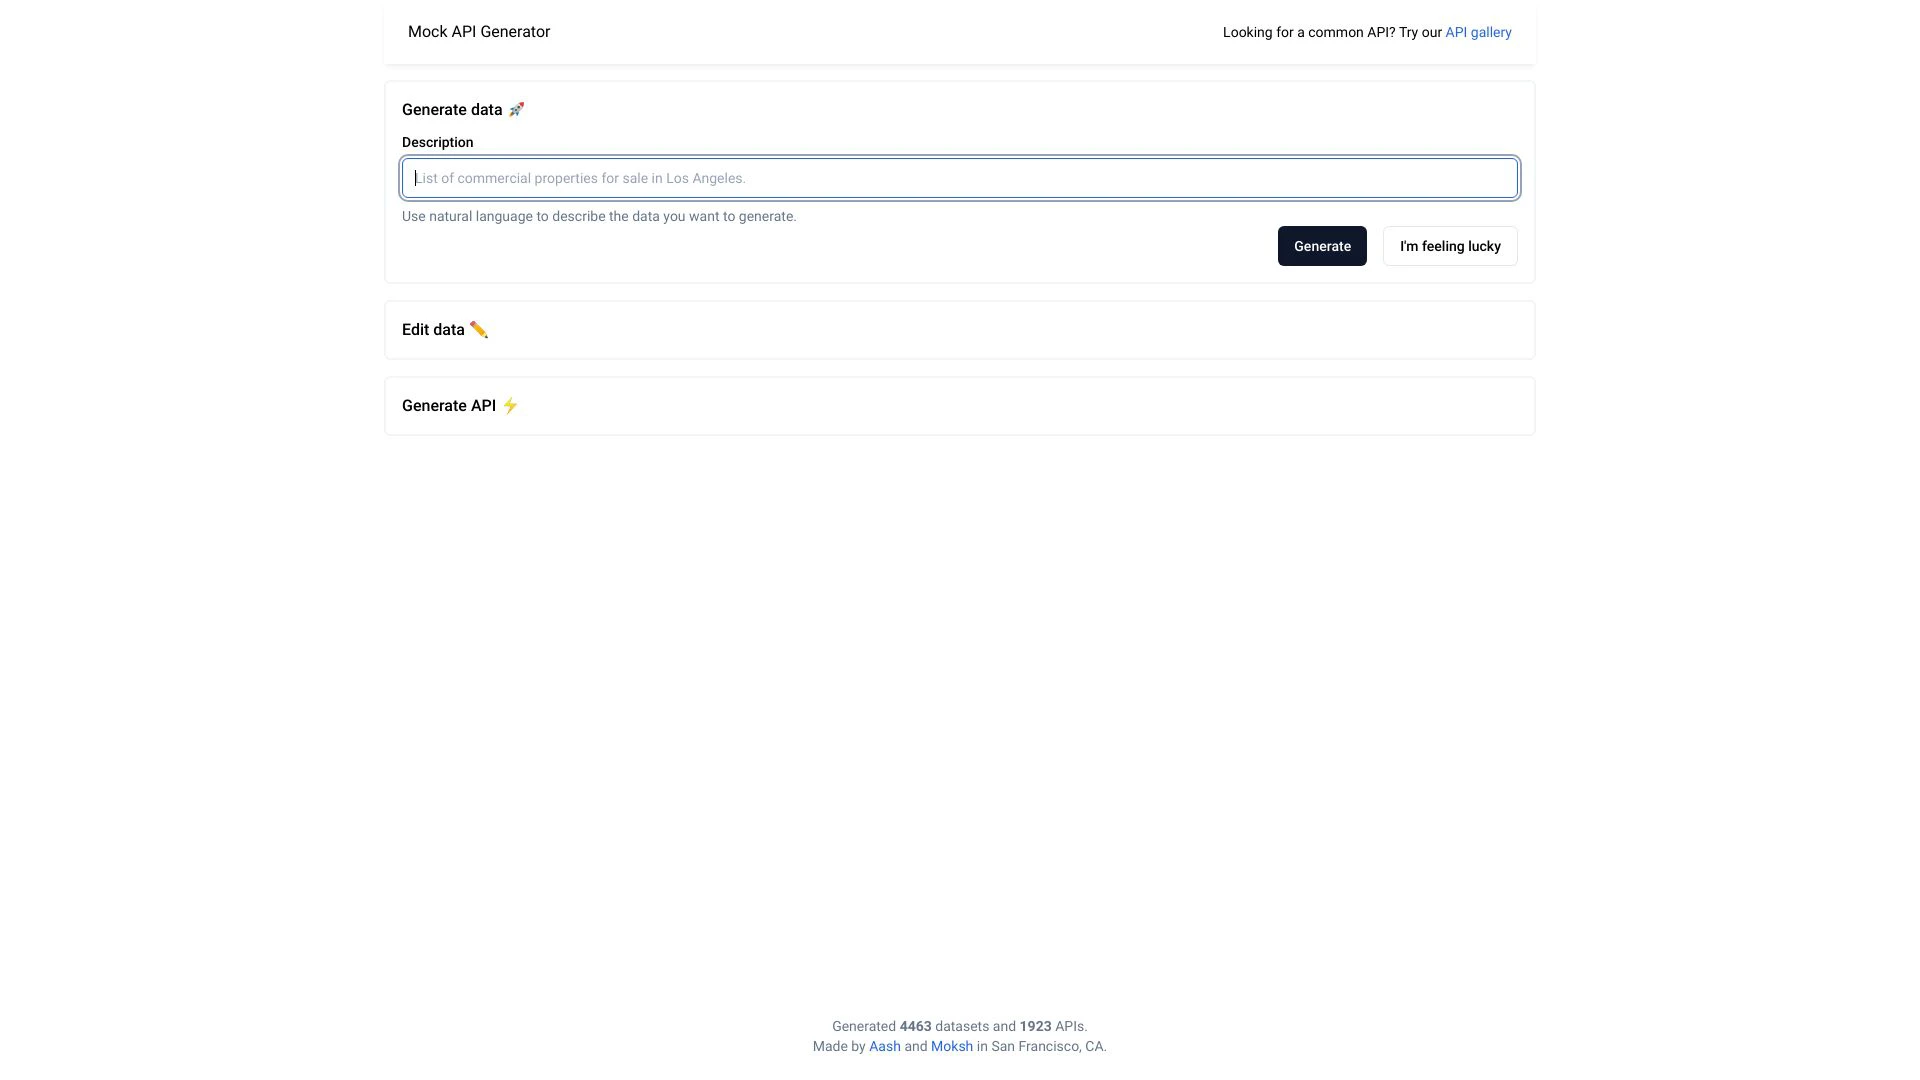 Mock API Generator
Looking for a common API? Try our API gallery
Generate data 🚀
Description
List of commercial properties for sale in Los Angeles.
Use natural language to describe the data you want to generate.
Generate
I'm feeling lucky
Edit data ✏️
Generate API ⚡
Generated 4463 datasets and 1923 APIs.
Made by Aash and Moksh in San Francisco, CA.